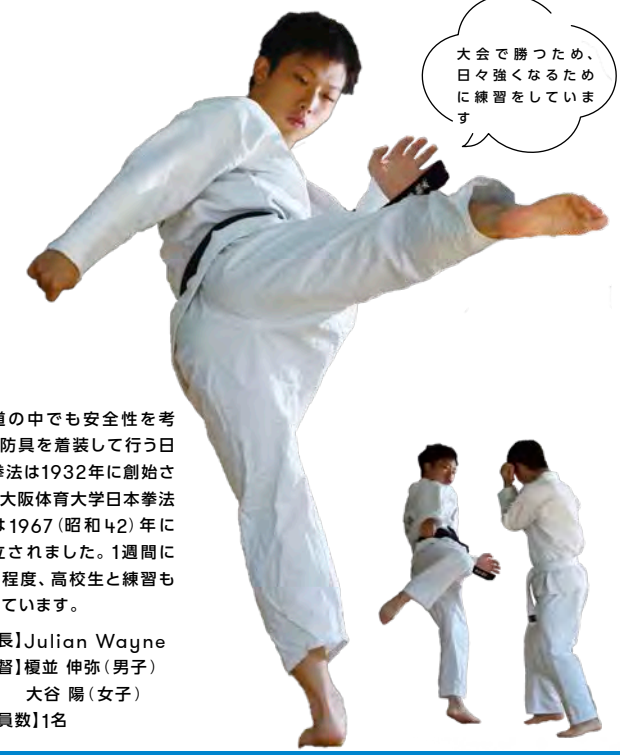 大会で勝つため、
日々強くなるため
に練習をしていま
す
道の中でも安全性を考
防具を着装して行う日
拳法は1932年に創始さ
大阪体育大学日本拳法
は1967（昭和42）年に
立されました。1週間に
程度、高校生と練習も
ています。
長】Julian Wayne
督】榎並 伸弥（男子）
大谷 陽（女子）
員数】1名